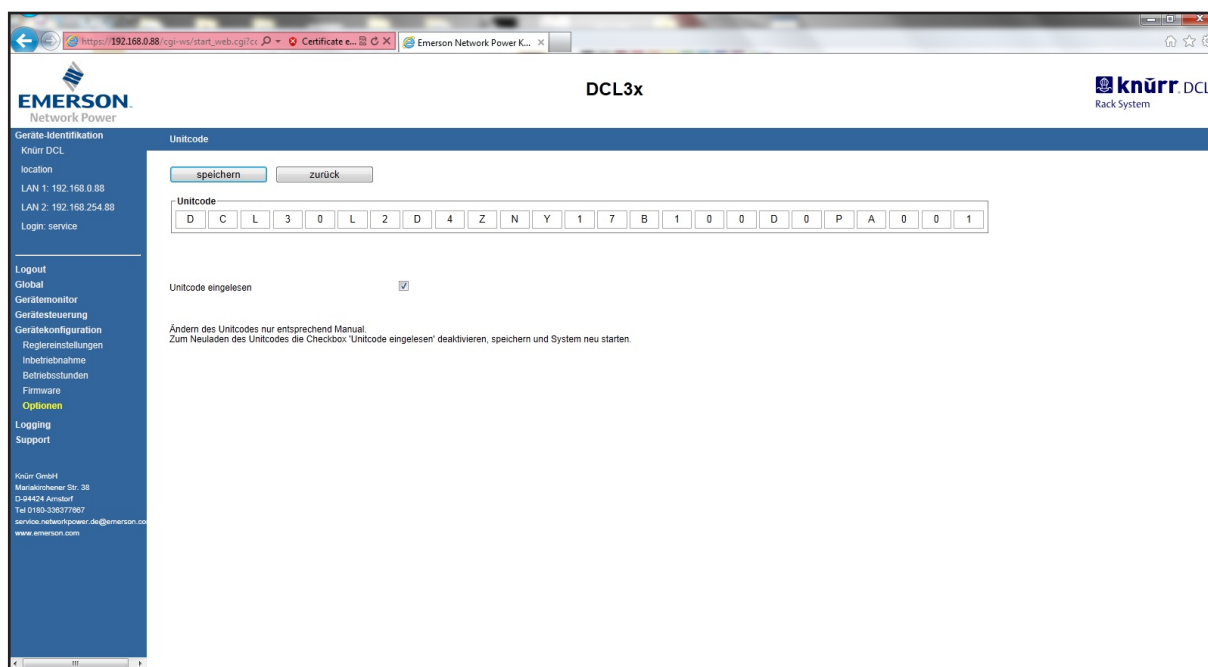 https://192.168.0.88/cgi-ws/start_web.cgi?cc
Certificate e...
Emerson Network Power K...
EMERSON
Network Power
DCL3x
knürr DCL
Rack System
Geräte-Identifikation
Knürr DCL
location
LAN 1: 192.168.0.88
LAN 2: 192.168.254.88
Login: service
Logout
Global
Gerätemonitor
Gerätesteuerung
Gerätekonfiguration
Reglereinstellungen
Inbetriebnahme
Betriebsstunden
Firmware
Optionen
Logging
Support
Knürr GmbH
Mariakirchener Str. 38
D-94424 Arnstorf
Tel 0180-336377667
service.networkpower.de@emerson.co
www.emerson.com
Unitcode
speichern zurück
Unitcode
D C L 3 0 L 2 D 4 Z N Y 1 7 B 1 0 0 D 0 P A 0 0 1
Unitcode eingelesen
Ändern des Unitcodes nur entsprechend Manual.
Zum Neuladen des Unitcodes die Checkbox 'Unitcode eingelesen' deaktivieren, speichern und System neu starten.